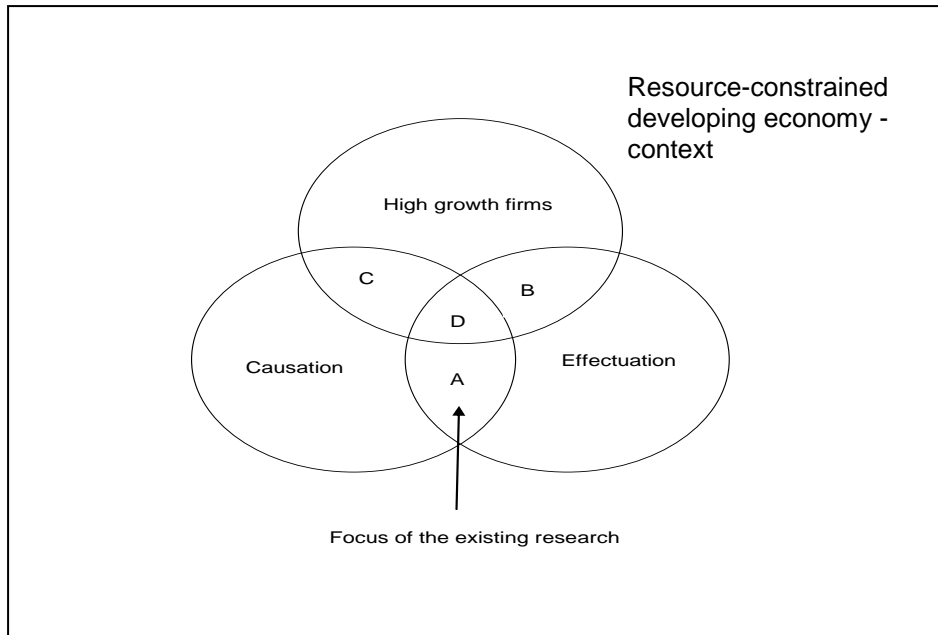 Resource-constrained
developing economy -
context
High growth firms
C
B
D
Causation
Effectuation
A
Focus of the existing research